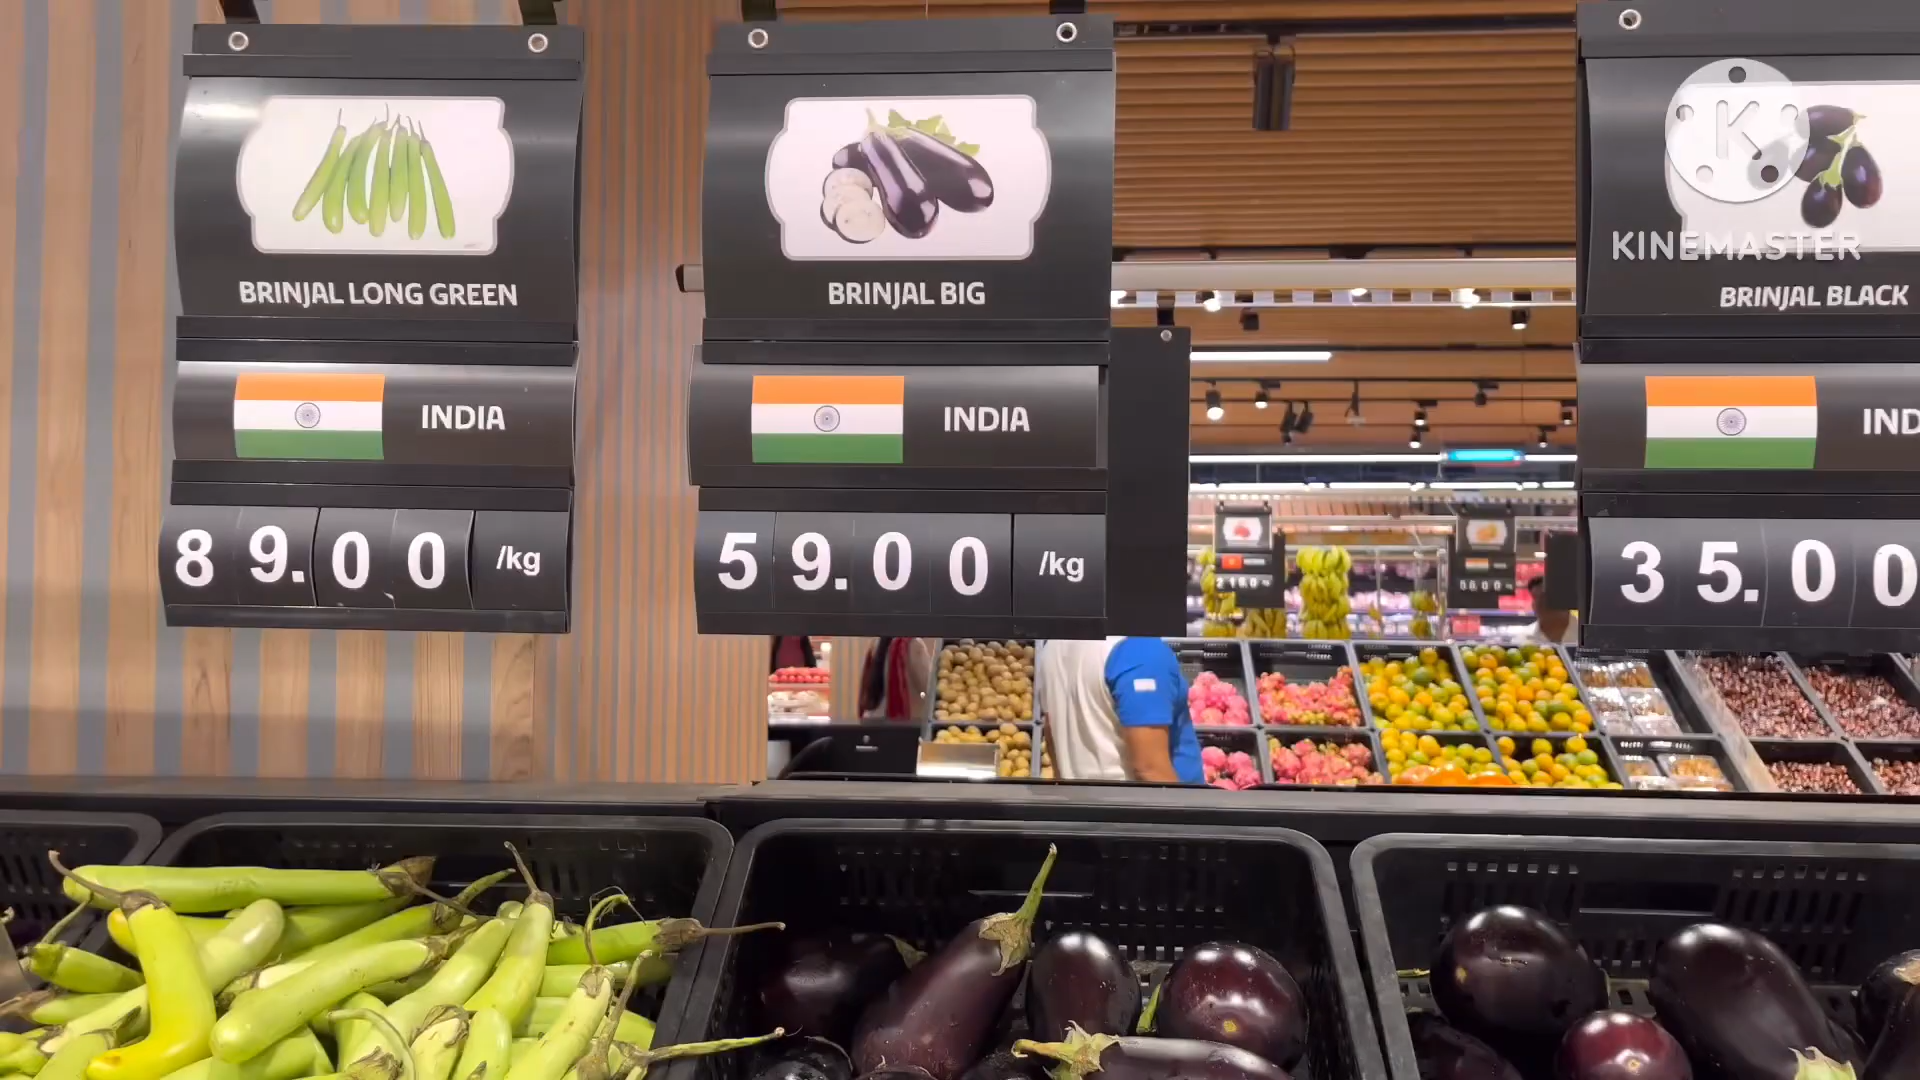 BRINJAL LONG GREEN
INDIA
89.00 /kg
BRINJAL BIG
INDIA
59.00 /kg
K
KINEMASTER
BRINJAL BLACK
IND
35.00